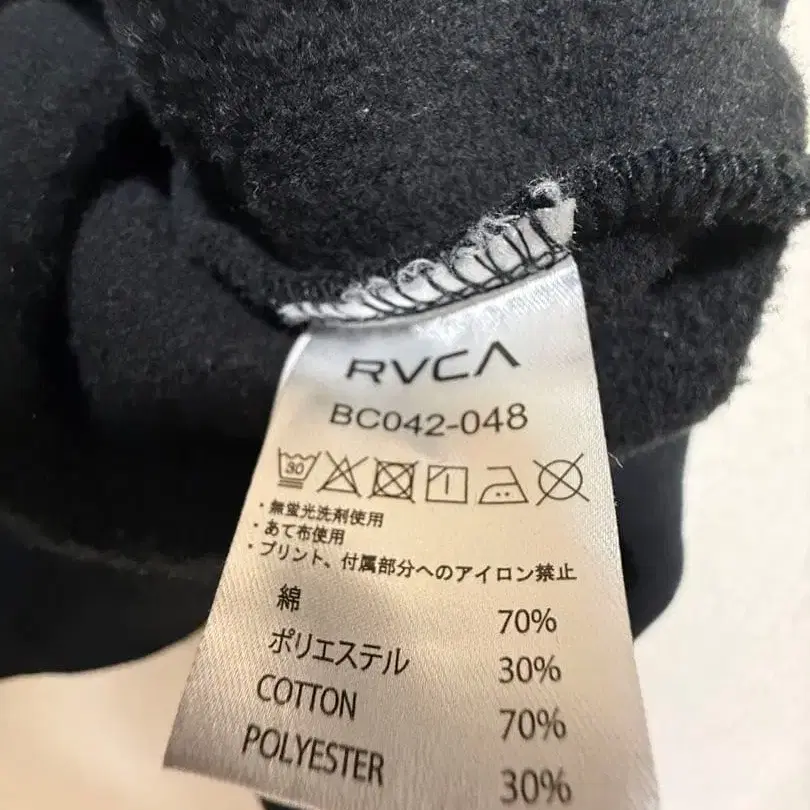 RVCA
BC042-048
30
・無蛍光洗剤使用
・あて布使用
・プリント、付属部分へのアイロン禁止
綿 70%
ポリエステル 30%
COTTON 70%
POLYESTER 30%